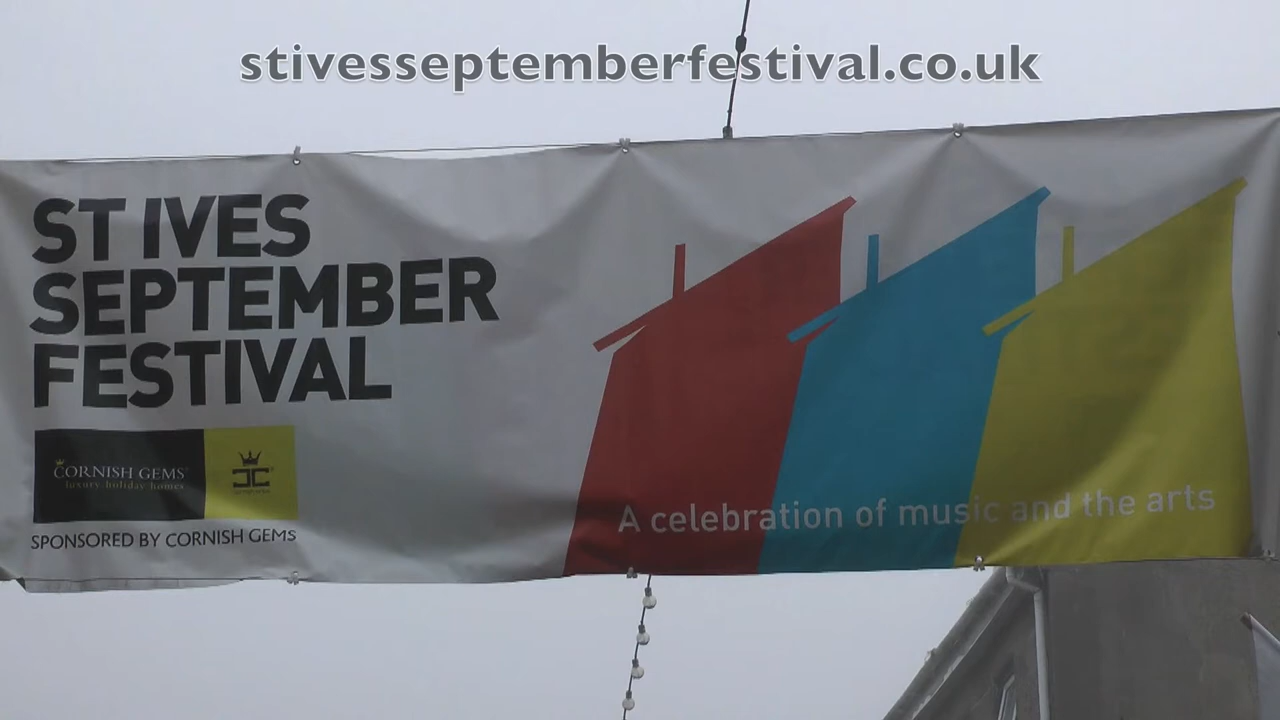 stivesseptemberfestival.co.uk
ST IVES
SEPTEMBER
FESTIVAL
CORNISH GEMS
luxury holiday homes
SPONSORED BY CORNISH GEMS
A celebration of music and the arts